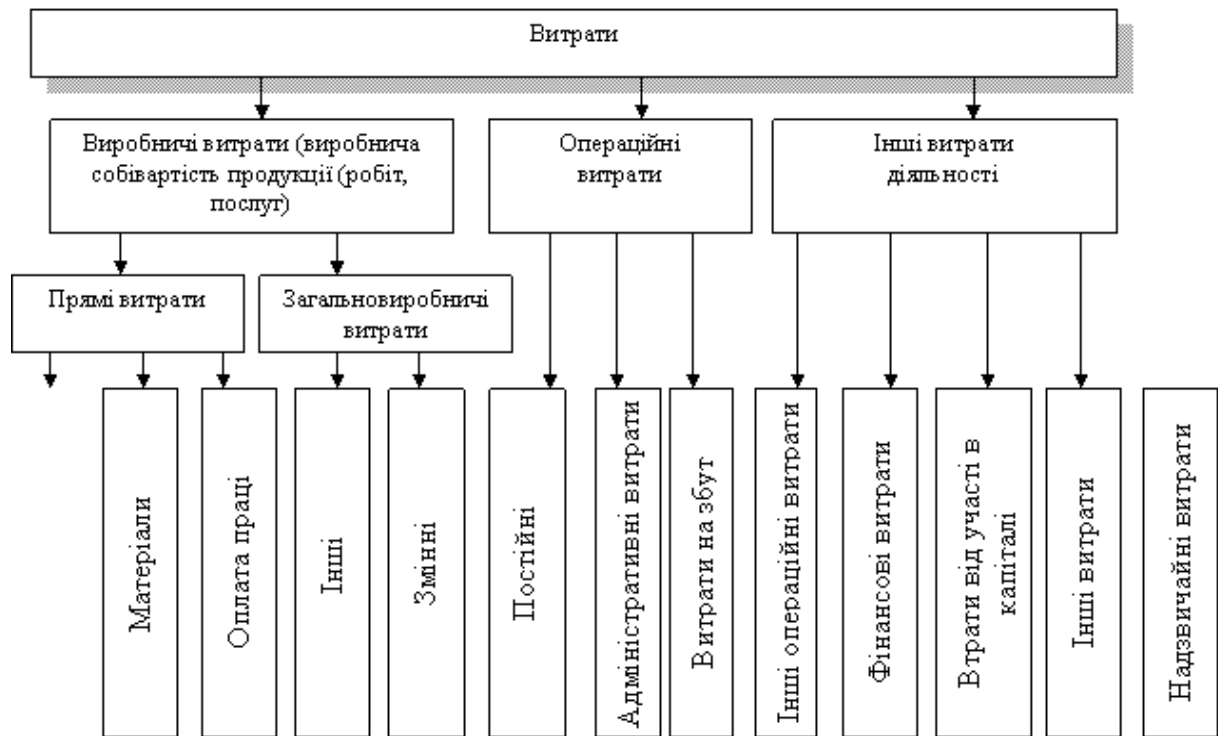 Витрати
Виробничі витрати (виробнича
собівартість продукції (робіт,
послуг)
Операційні
витрати
Інші витрати
діяльності
Прямі витрати
Загальновиробничі
витрати
Матеріали
Оплата праці
Інші
Змінні
Постійні
Адміністративні витрати
Витрати на збут
Інші операційні витрати
Фінансові витрати
Втрати від участі в
капіталі
Інші витрати
Надзвичайні витрати